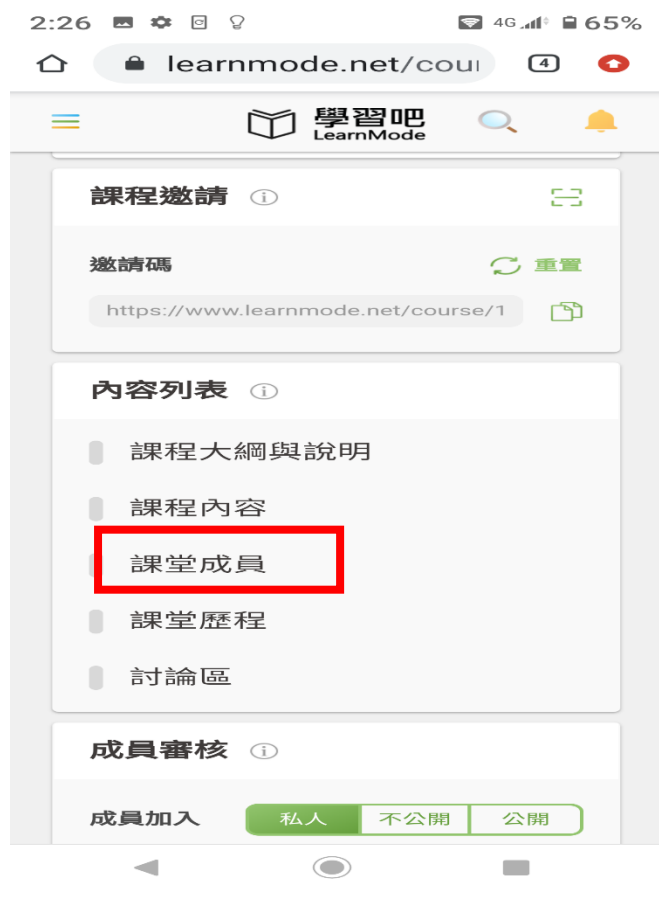 2:26 4G 65%
learnmode.net/cour 4
學習吧
LearnMode
課程邀請
邀請碼 重置
https://www.learnmode.net/course/1
內容列表
課程大綱與說明
課程內容
課堂成員
課堂歷程
討論區
成員審核
成員加入 私人 不公開 公開